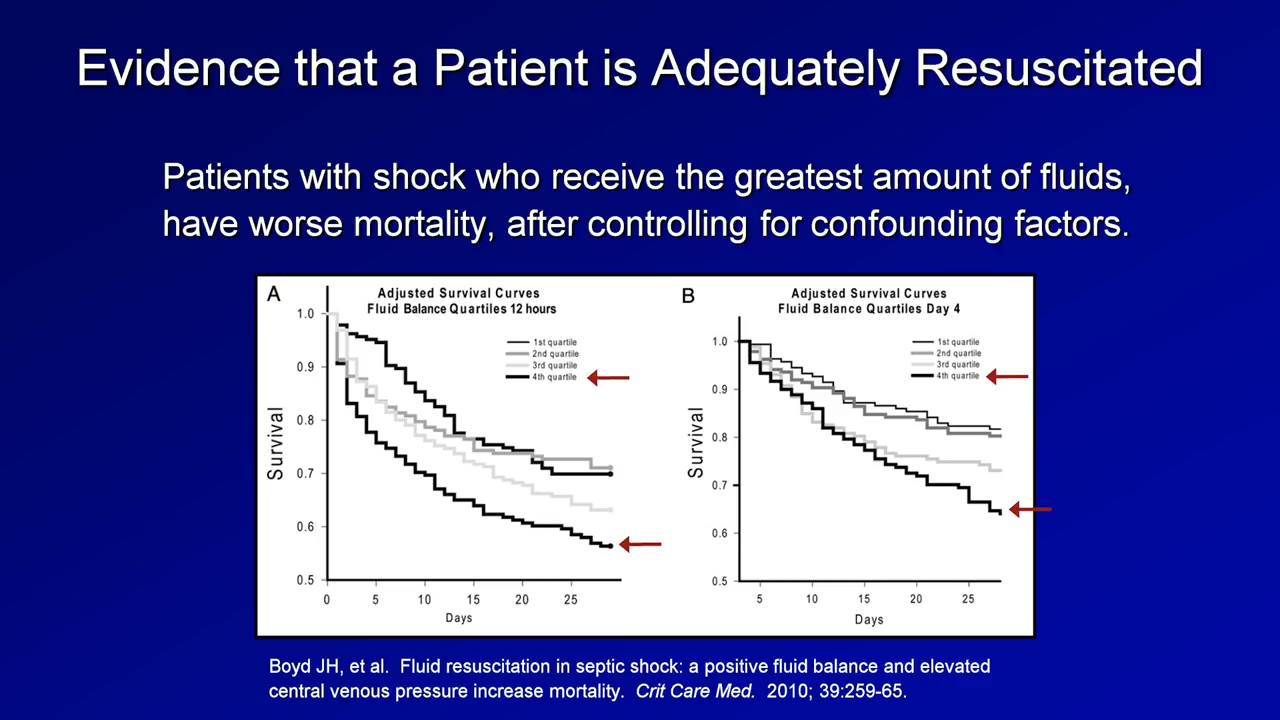 Evidence that a Patient is Adequately Resuscitated
Patients with shock who receive the greatest amount of fluids,
have worse mortality, after controlling for confounding factors.
A
Adjusted Survival Curves
Fluid Balance Quartiles 12 hours
1st quartile
2nd quartile
3rd quartile
4th quartile
1.0
0.9
0.8
0.7
0.6
0.5
Survival
0 5 10 15 20 25
Days
B
Adjusted Survival Curves
Fluid Balance Quartiles Day 4
1st quartile
2nd quartile
3rd quartile
4th quartile
1.0
0.9
0.8
0.7
0.6
0.5
Survival
5 10 15 20 25
Days
Boyd JH, et al. Fluid resuscitation in septic shock: a positive fluid balance and elevated
central venous pressure increase mortality. Crit Care Med. 2010; 39:259-65.